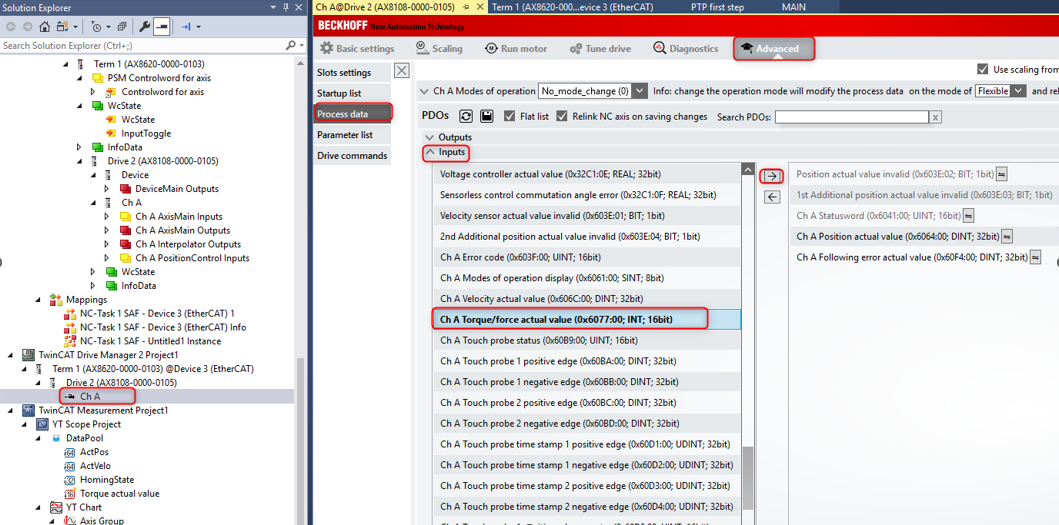 Solution Explorer
Search Solution Explorer (Ctrl+;)
Term 1 (AX8620-0000-0103)
PSM Controlword for axis
Controlword for axis
WcState
WcState
InputToggle
InfoData
Drive 2 (AX8108-0000-0105)
Device
DeviceMain Outputs
Ch A
Ch A AxisMain Inputs
Ch A AxisMain Outputs
Ch A Interpolator Outputs
Ch A PositionControl Inputs
WcState
InfoData
Mappings
NC-Task 1 SAF - Device 3 (EtherCAT) 1
NC-Task 1 SAF - Device 3 (EtherCAT) Info
NC-Task 1 SAF - Untitled1 Instance
TwinCAT Drive Manager 2 Project1
Term 1 (AX8620-0000-0103) @Device 3 (EtherCAT)
Drive 2 (AX8108-0000-0105)
Ch A
TwinCAT Measurement Project1
YT Scope Project
DataPool
ActPos
ActVelo
HomingState
Torque actual value
YT Chart
Axis Group
Ch A@Drive 2 (AX8108-0000-0105)
Term 1 (AX8620-000...evice 3 (EtherCAT)
PTP first step
MAIN
BECKHOFF New Automation Technology
Basic settings
Scaling
Run motor
Tune drive
Diagnostics
Advanced
Slots settings
Startup list
Process data
Parameter list
Drive commands
Use scaling from
Ch A Modes of operation No_mode_change (0) Info: change the operation mode will modify the process data on the mode of Flexible and rel
PDOs Flat list Relink NC axis on saving changes Search PDOs: x
Outputs
Inputs
Voltage controller actual value (0x32C1:0E; REAL; 32bit)
Sensorless control commutation angle error (0x32C1:0F; REAL; 32bit)
Velocity sensor actual value invalid (0x603E:01; BIT; 1bit)
2nd Additional position actual value invalid (0x603E:04; BIT; 1bit)
Ch A Error code (0x603F:00; UINT; 16bit)
Ch A Modes of operation display (0x6061:00; SINT; 8bit)
Ch A Velocity actual value (0x606C:00; DINT; 32bit)
Ch A Torque/force actual value (0x6077:00; INT; 16bit)
Ch A Touch probe status (0x60B9:00; UINT; 16bit)
Ch A Touch probe 1 positive edge (0x60BA:00; DINT; 32bit)
Ch A Touch probe 1 negative edge (0x60BB:00; DINT; 32bit)
Ch A Touch probe 2 positive edge (0x60BC:00; DINT; 32bit)
Ch A Touch probe 2 negative edge (0x60BD:00; DINT; 32bit)
Ch A Touch probe time stamp 1 positive edge (0x60D1:00; UDINT; 32bit)
Ch A Touch probe time stamp 1 negative edge (0x60D2:00; UDINT; 32bit)
Ch A Touch probe time stamp 2 positive edge (0x60D3:00; UDINT; 32bit)
Ch A Touch probe time stamp 2 negative edge (0x60D4:00; UDINT; 32bit)
Position actual value invalid (0x603E:02; BIT; 1bit)
1st Additional position actual value invalid (0x603E:03; BIT; 1bit)
Ch A Statusword (0x6041:00; UINT; 16bit)
Ch A Position actual value (0x6064:00; DINT; 32bit)
Ch A Following error actual value (0x60F4:00; DINT; 32bit)